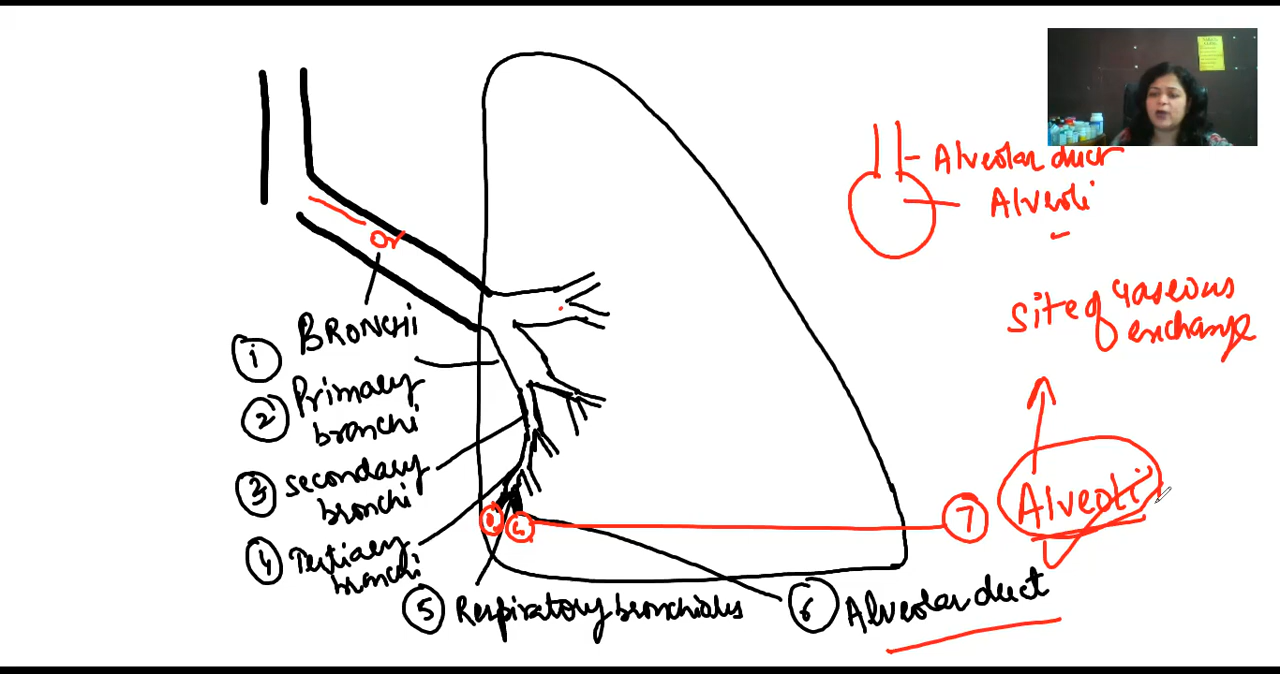 Alveolar duct
Alveoli
Site of gaseous
exchange
Or
① BRONCHI
② Primary
bronchi
③ Secondary
bronchi
④ Tertiary
bronchi
⑤ Respiratory bronchioles
⑥ Alveolar duct
⑦ Alveoli